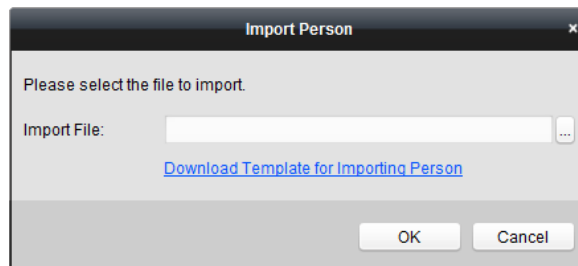 Import Person ×
Please select the file to import.
Import File: ...
Download Template for Importing Person
OK Cancel